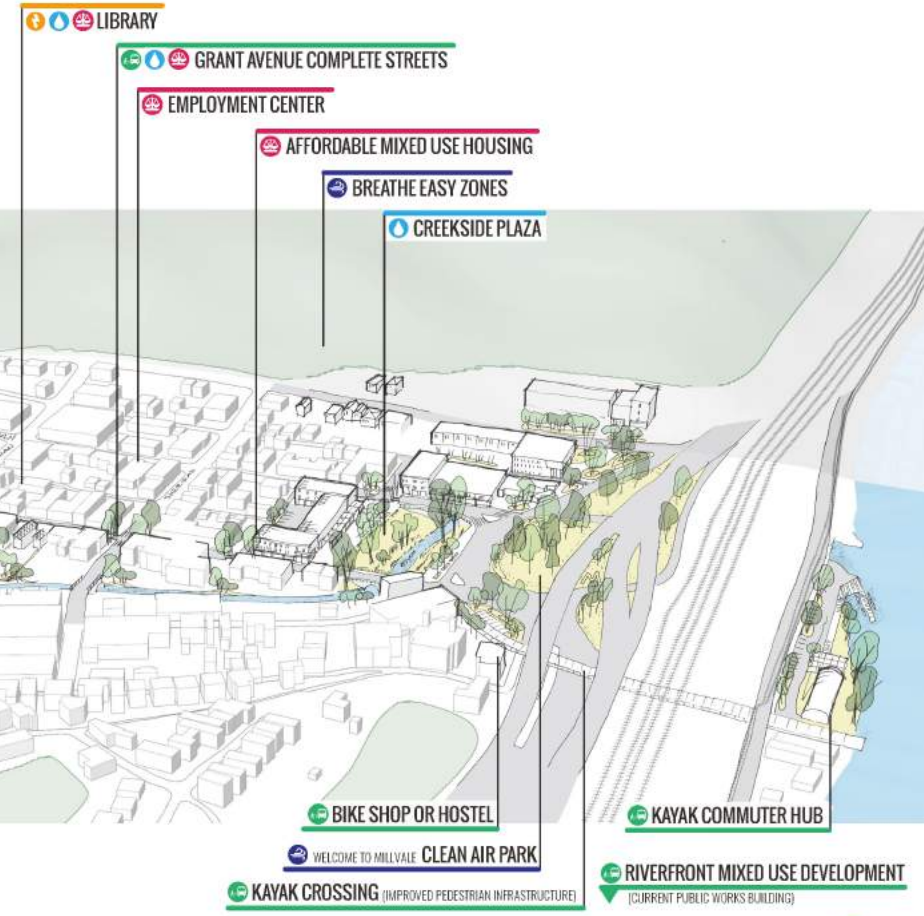 LIBRARY
GRANT AVENUE COMPLETE STREETS
EMPLOYMENT CENTER
AFFORDABLE MIXED USE HOUSING
BREATHE EASY ZONES
CREEKSIDE PLAZA
BIKE SHOP OR HOSTEL
KAYAK COMMUTER HUB
WELCOME TO MILLVALE CLEAN AIR PARK
RIVERFRONT MIXED USE DEVELOPMENT
KAYAK CROSSING (IMPROVED PEDESTRIAN INFRASTRUCTURE)
(CURRENT PUBLIC WORKS BUILDING)